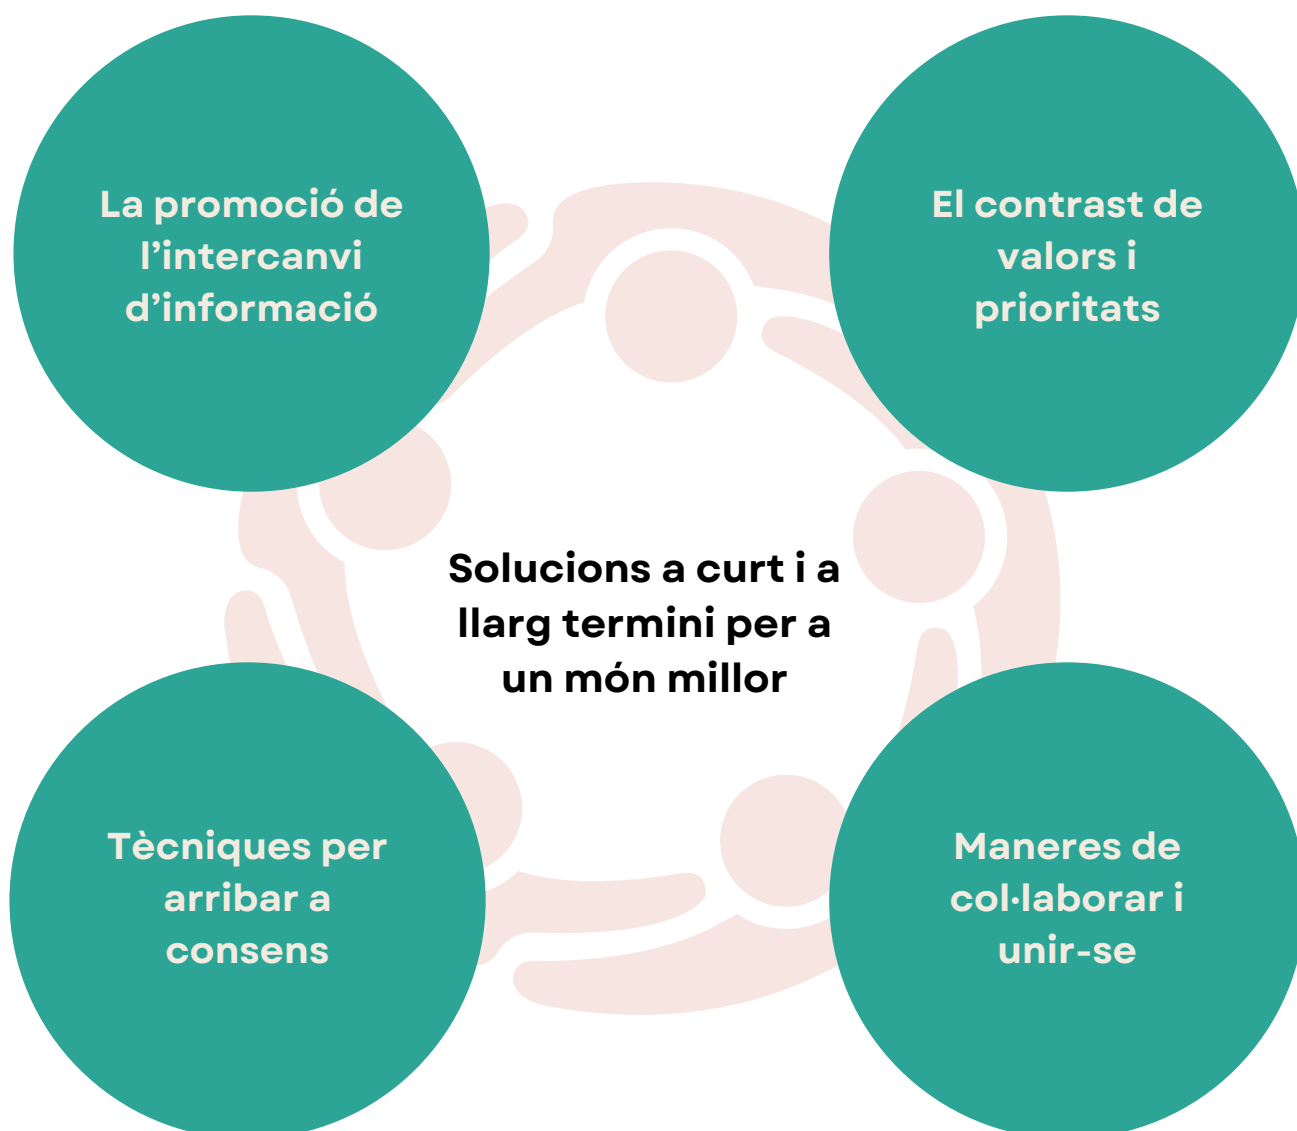 La promoció de
l’intercanvi
d’informació
El contrast de
valors i
prioritats
Solucions a curt i a
llarg termini per a
un món millor
Tècniques per
arribar a
consens
Maneres de
col·laborar i
unir-se